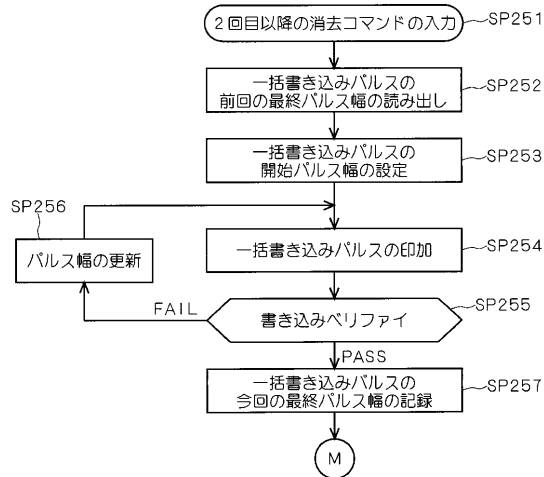 2回目以降の消去コマンドの入力
SP251
一括書き込みパルスの
前回の最終パルス幅の読み出し
SP252
一括書き込みパルスの
開始パルス幅の設定
SP253
SP256
パルス幅の更新
一括書き込みパルスの印加
SP254
FAIL
書き込みベリファイ
SP255
PASS
一括書き込みパルスの
今回の最終パルス幅の記録
SP257
M